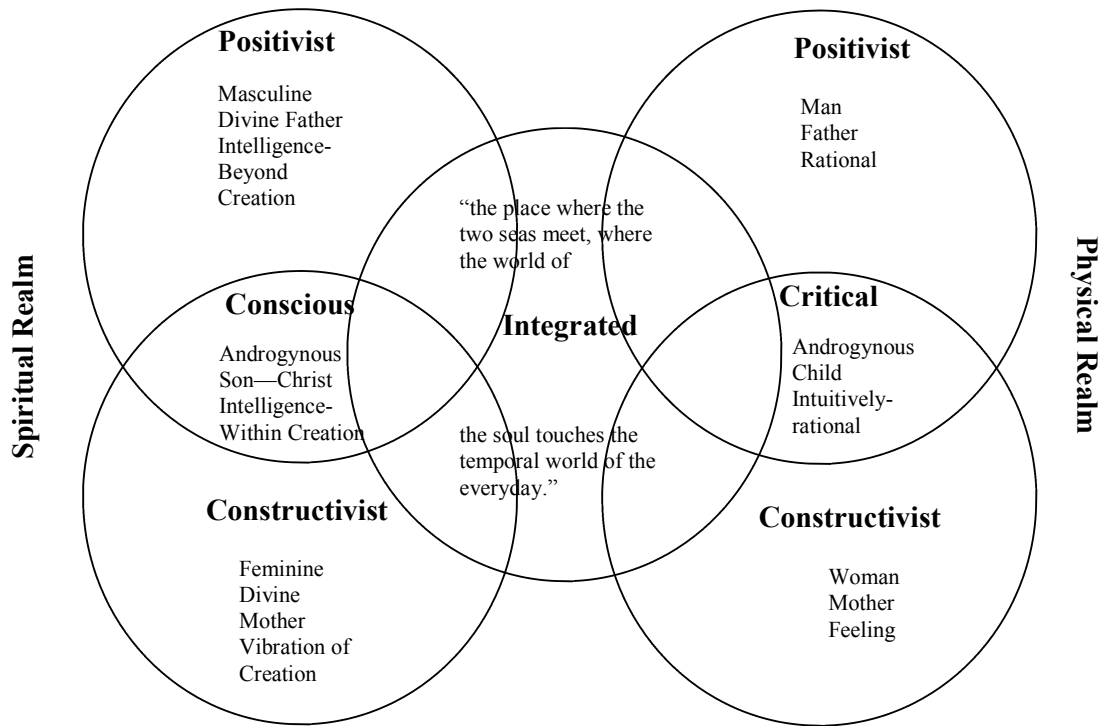 Spiritual Realm
Positivist
Masculine
Divine Father
Intelligence-
Beyond
Creation
Conscious
Androgynous
Son—Christ
Intelligence-
Within Creation
Constructivist
Feminine
Divine
Mother
Vibration of
Creation
“the place where the
two seas meet, where
the world of
Integrated
the soul touches the
temporal world of the
everyday.”
Positivist
Man
Father
Rational
Critical
Androgynous
Child
Intuitively-
rational
Constructivist
Woman
Mother
Feeling
Physical Realm